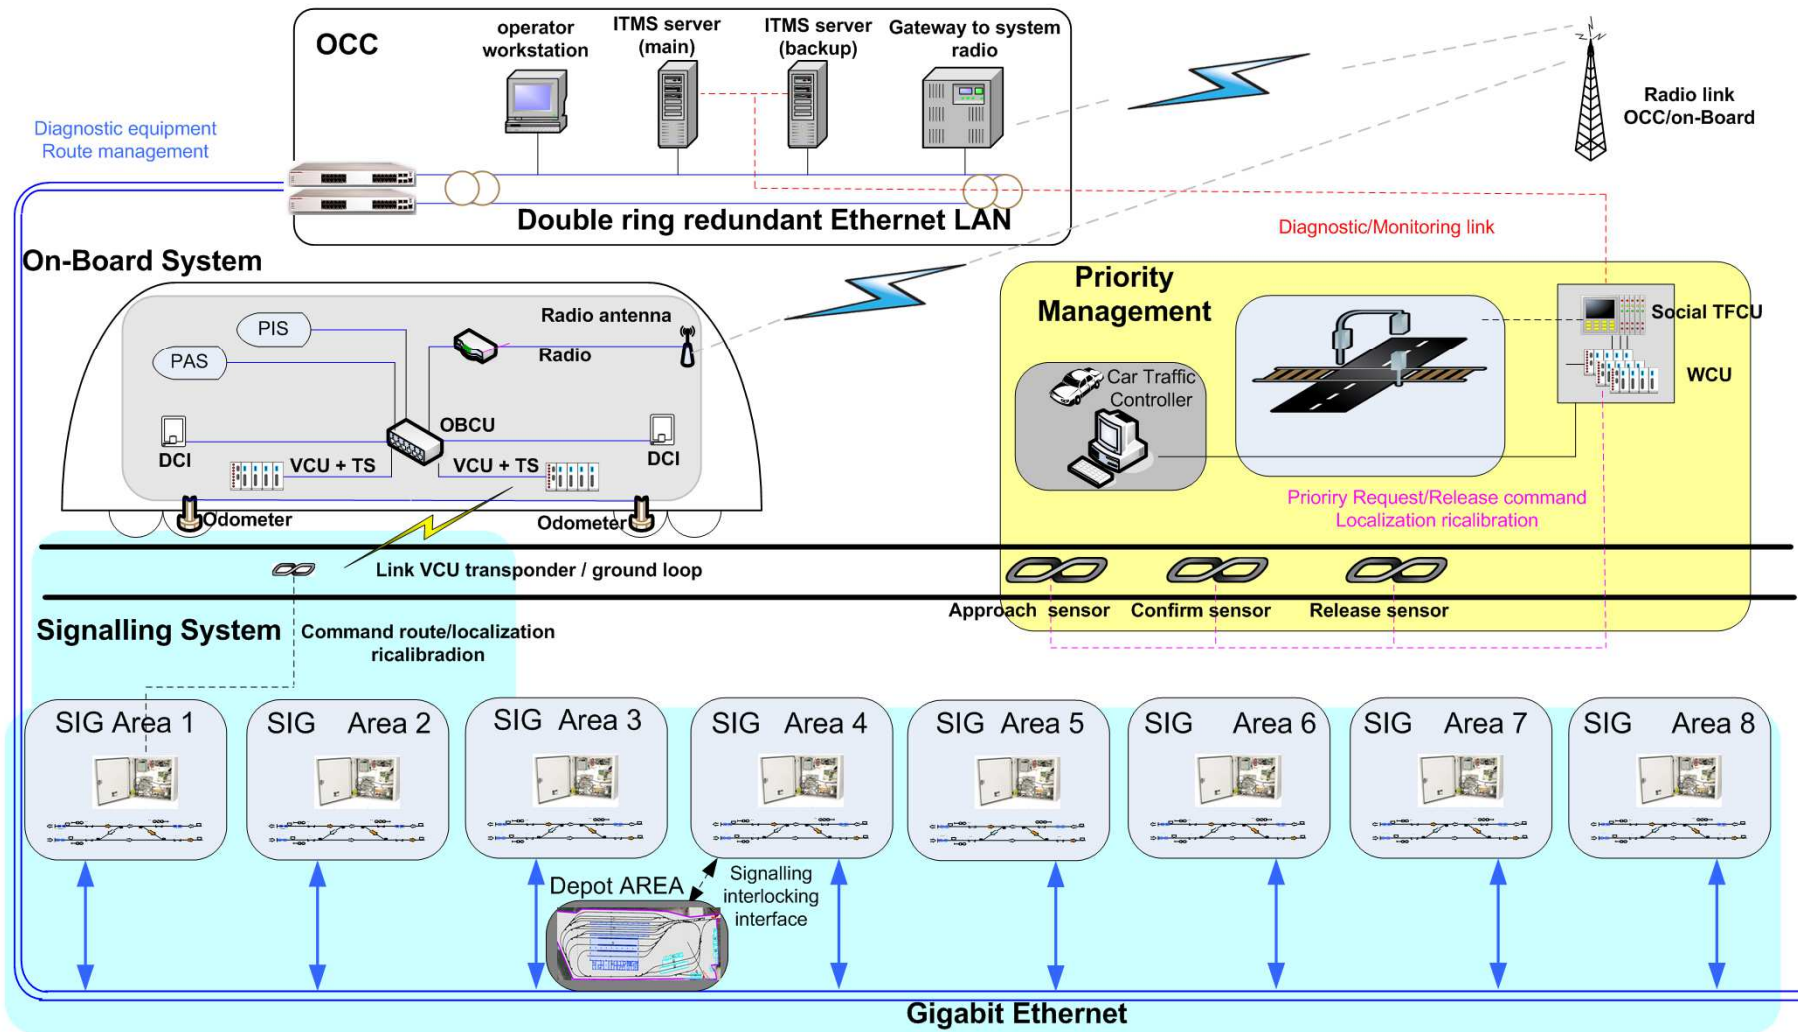 OCC
operator
workstation
ITMS server
(main)
ITMS server
(backup)
Gateway to system
radio
Radio link
OCC/on-Board
Diagnostic equipment
Route management
Double ring redundant Ethernet LAN
Diagnostic/Monitoring link
On-Board System
PIS
PAS
Radio antenna
Radio
OBCU
DCI
VCU + TS
VCU + TS
DCI
Odometer
Odometer
Priority
Management
Social TFCU
WCU
Car Traffic
Controller
Prioriry Request/Release command
Localization ricalibration
Link VCU transponder / ground loop
Approach sensor
Confirm sensor
Release sensor
Signalling System
Command route/localization
ricalibradion
SIG Area 1
SIG Area 2
SIG Area 3
SIG Area 4
SIG Area 5
SIG Area 6
SIG Area 7
SIG Area 8
Depot AREA
Signalling
interlocking
interface
Gigabit Ethernet